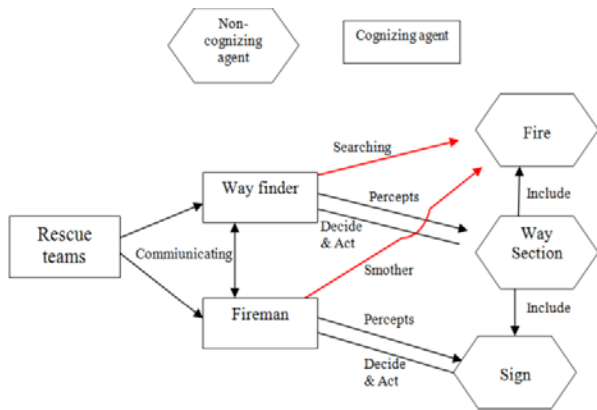 Non-
cognizing
agent
Cognizing agent
Searching
Fire
Way finder
Percepts
Include
Decide
& Act
Rescue
teams
Commiunicating
Way
Section
Smother
Fireman
Percepts
Include
Decide
& Act
Sign